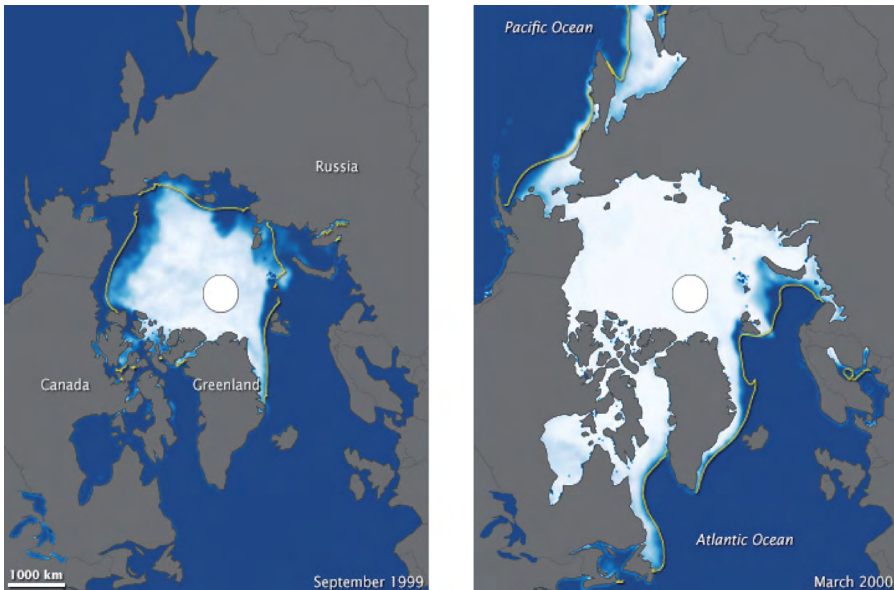 Russia
Canada
Greenland
1000 km
September 1999
Pacific Ocean
Atlantic Ocean
March 2000